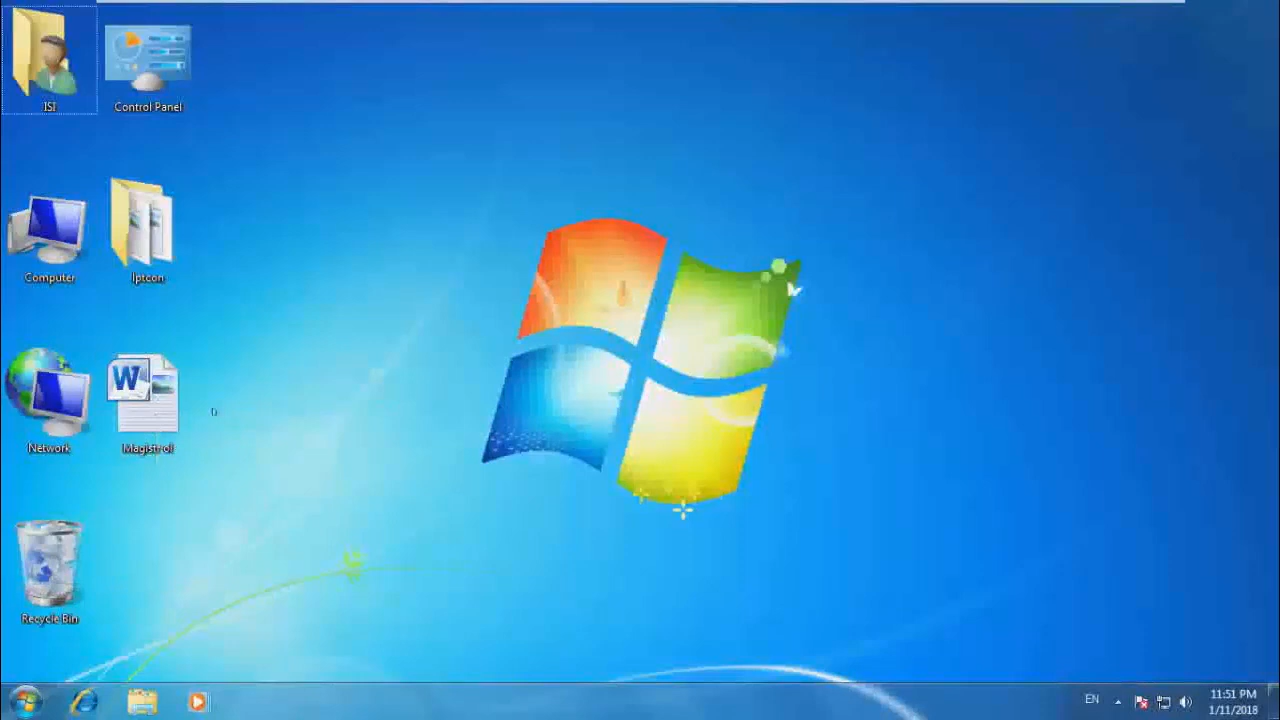 ISI
Control Panel
Computer
Iptcon
Network
Magistrol
Recycle Bin
EN
11:51 PM
1/11/2018